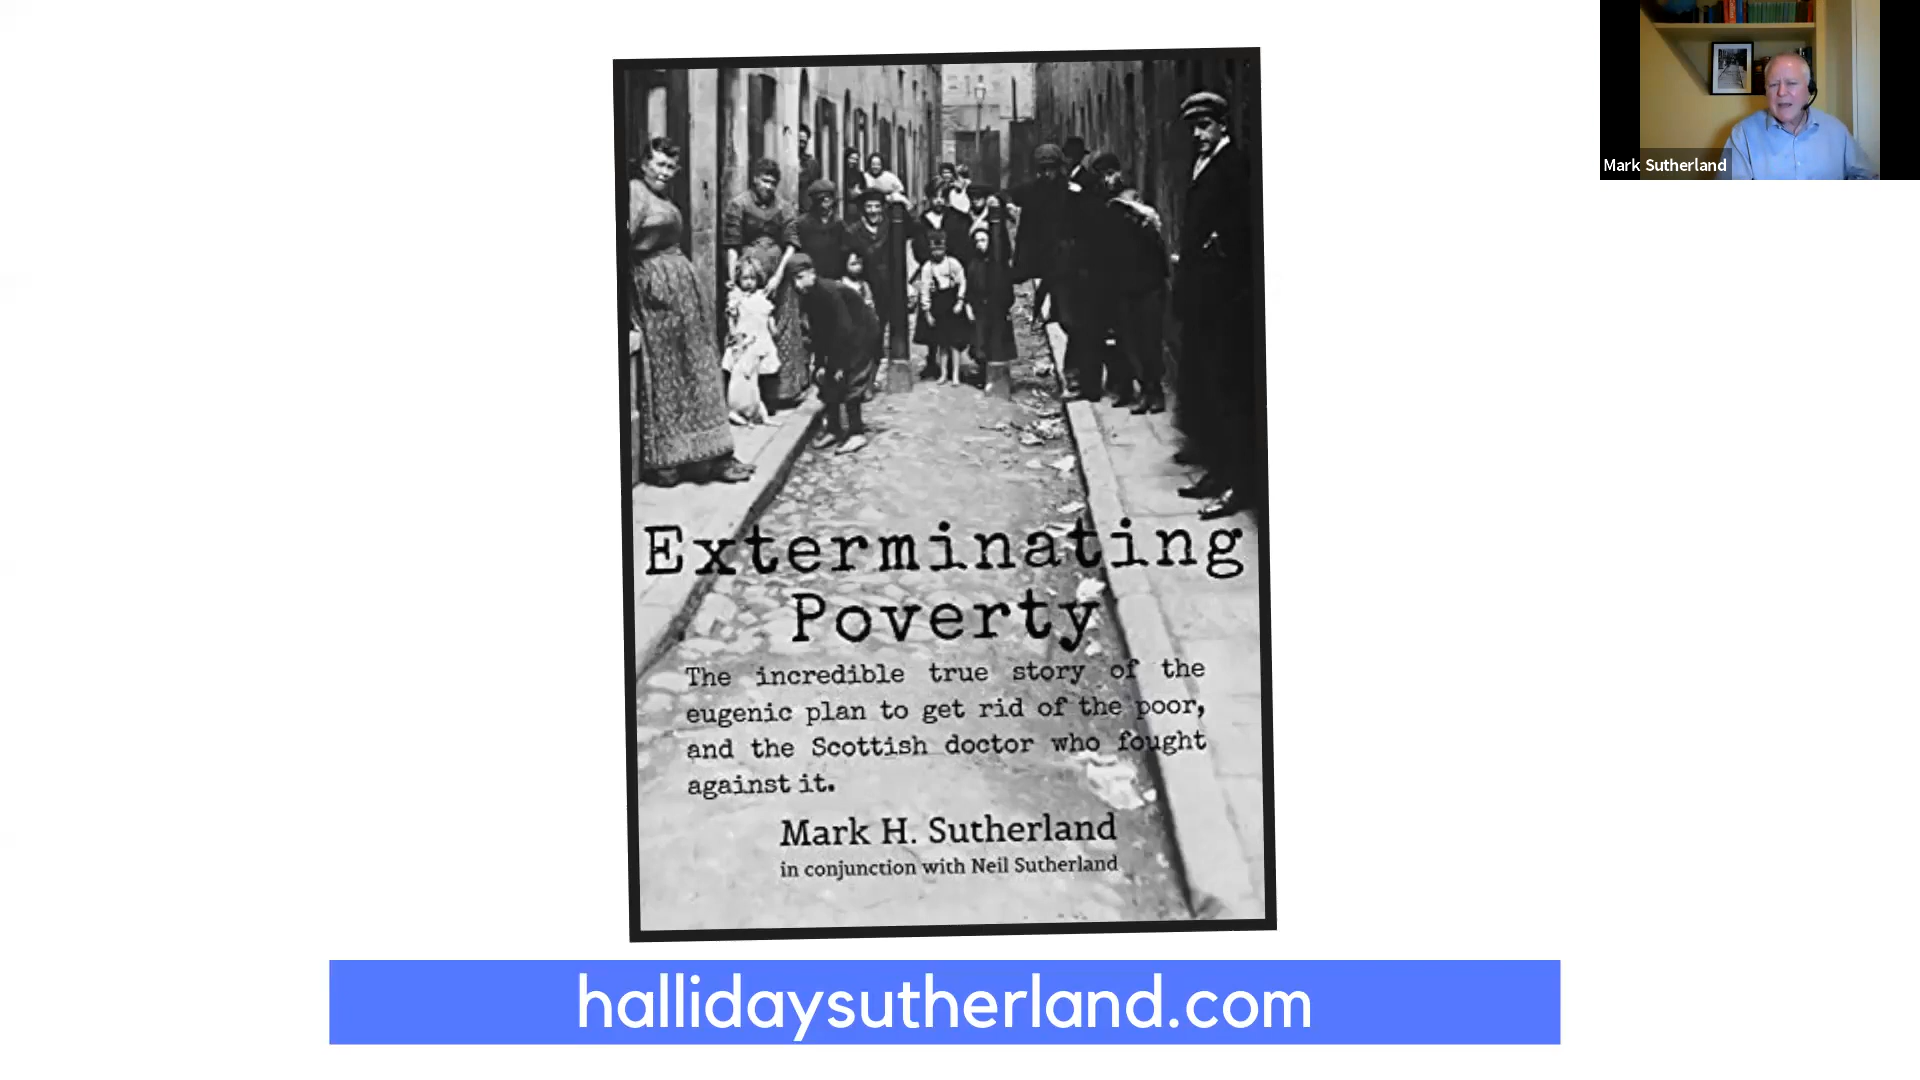 Mark Sutherland
Exterminating
Poverty
The incredible true story of the
eugenic plan to get rid of the poor,
and the Scottish doctor who fought
against it.
Mark H. Sutherland
in conjunction with Neil Sutherland
hallidaysutherland.com